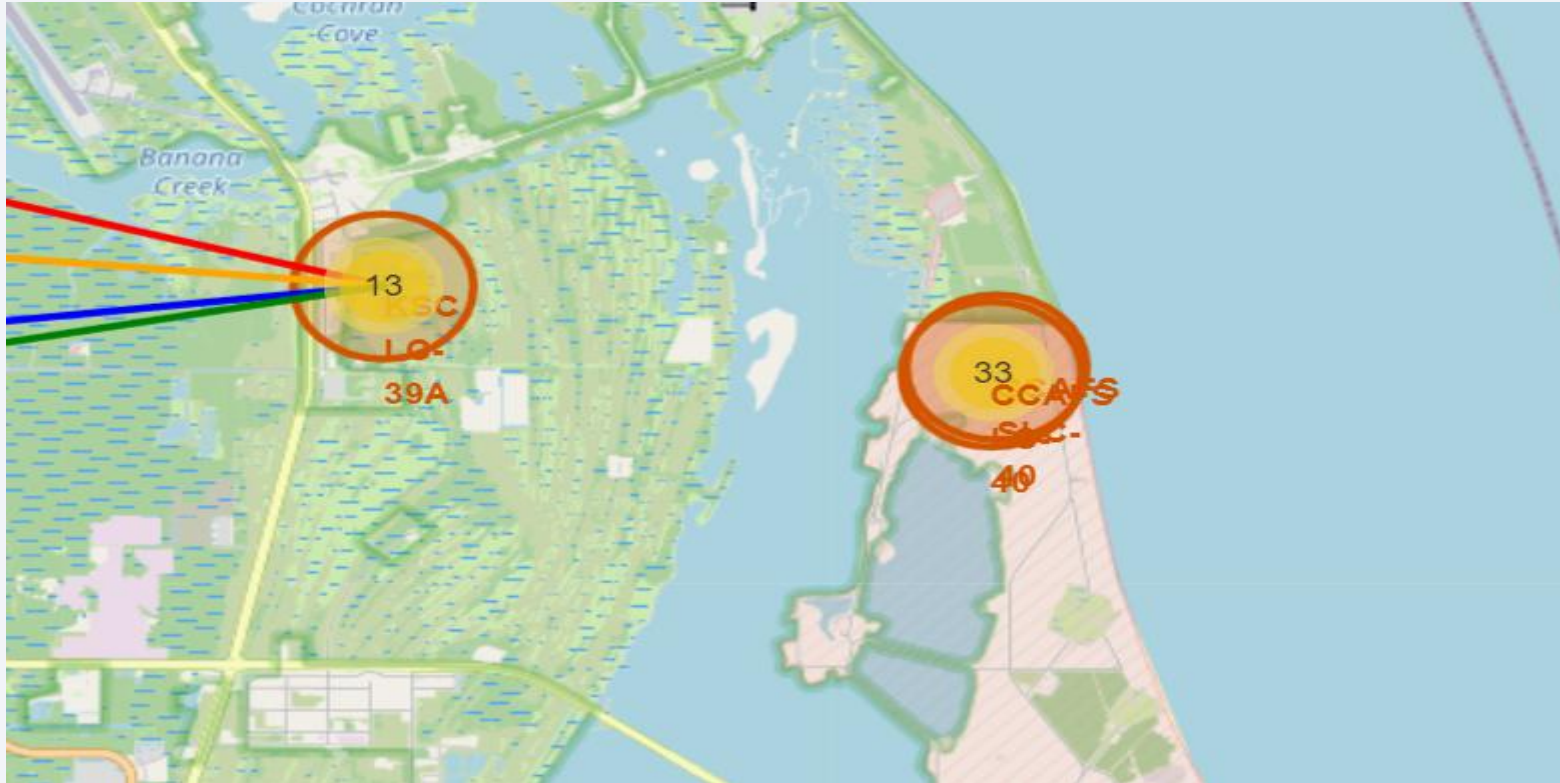 Cochran
Cove
Banana
Creek
13
KSC
LC-
39A
33
CCAFS
SLC-
40